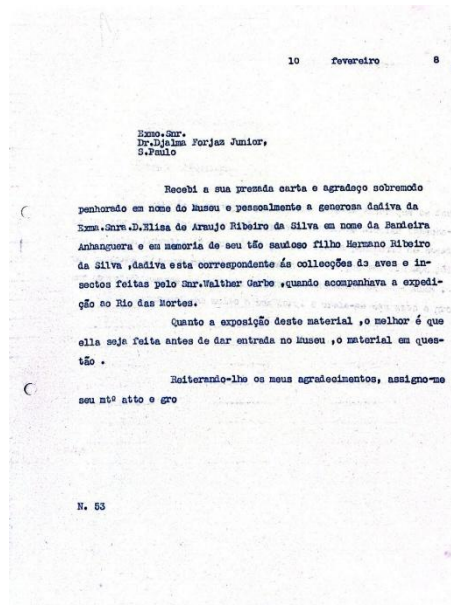 10 fevereiro 8
Exmo.Snr.
Dr.Djalma Forjaz Junior,
S.Paulo
Recebi a sua prezada carta e agradeço sobremodo
penhorado em nome do Museu e pessoalmente a generosa dadiva da
Exma.Snra.D.Elisa de Araujo Ribeiro da Silva em nome da Bandeira
Anhanguera e em memoria de seu tão saudoso filho Hermano Ribeiro
da Silva ,dadiva esta correspondente ás collecções de aves e in-
sectos feitas pelo Snr.Walther Garbe ,quando acompanhava a expedi-
ção ao Rio das Mortes.
Quanto a exposição deste material ,o melhor é que
ella seja feita antes de dar entrada no Museu ,o material em ques-
tão .
Reiterando-lhe os meus agradecimentos, assigno-me
seu mtº atto e gro
N. 53